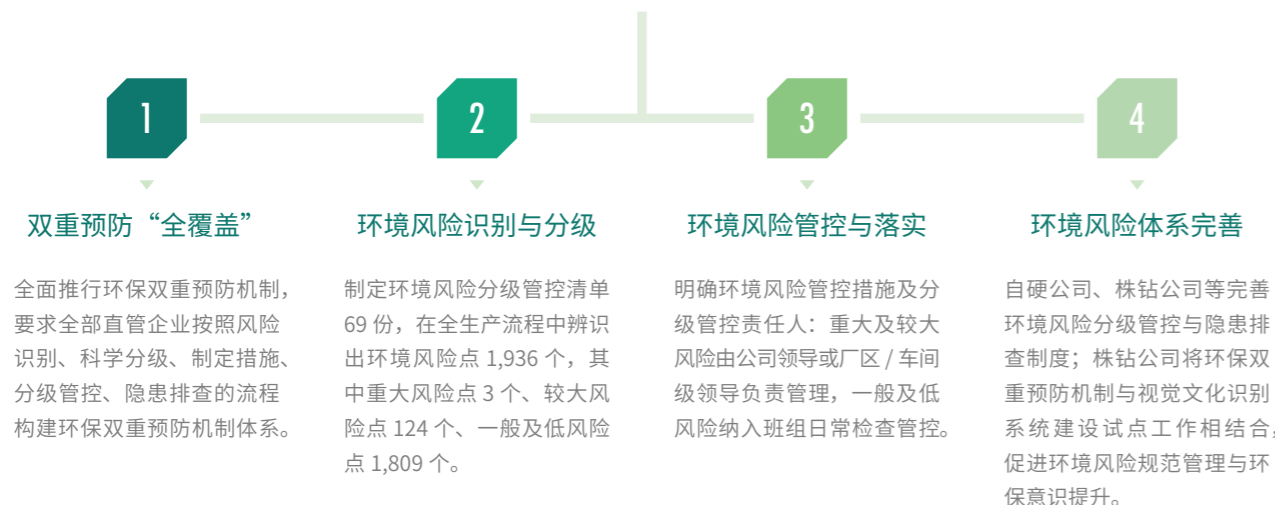 1
双重预防“全覆盖”
全面推行环保双重预防机制，
要求全部直管企业按照风险
识别、科学分级、制定措施、
分级管控、隐患排查的流程
构建环保双重预防机制体系。
2
环境风险识别与分级
制定环境风险分级管控清单
69 份，在全生产流程中辨识
出环境风险点 1,936 个，其
中重大风险点 3 个、较大风
险点 124 个、一般及低风险
点 1,809 个。
3
环境风险管控与落实
明确环境风险管控措施及分
级管控责任人：重大及较大
风险由公司领导或厂区 / 车间
级领导负责管理，一般及低
风险纳入班组日常检查管控。
4
环境风险体系完善
自硬公司、株钻公司等完善
环境风险分级管控与隐患排
查制度；株钻公司将环保双
重预防机制与视觉文化识别
系统建设试点工作相结合，
促进环境风险规范管理与环
保意识提升。